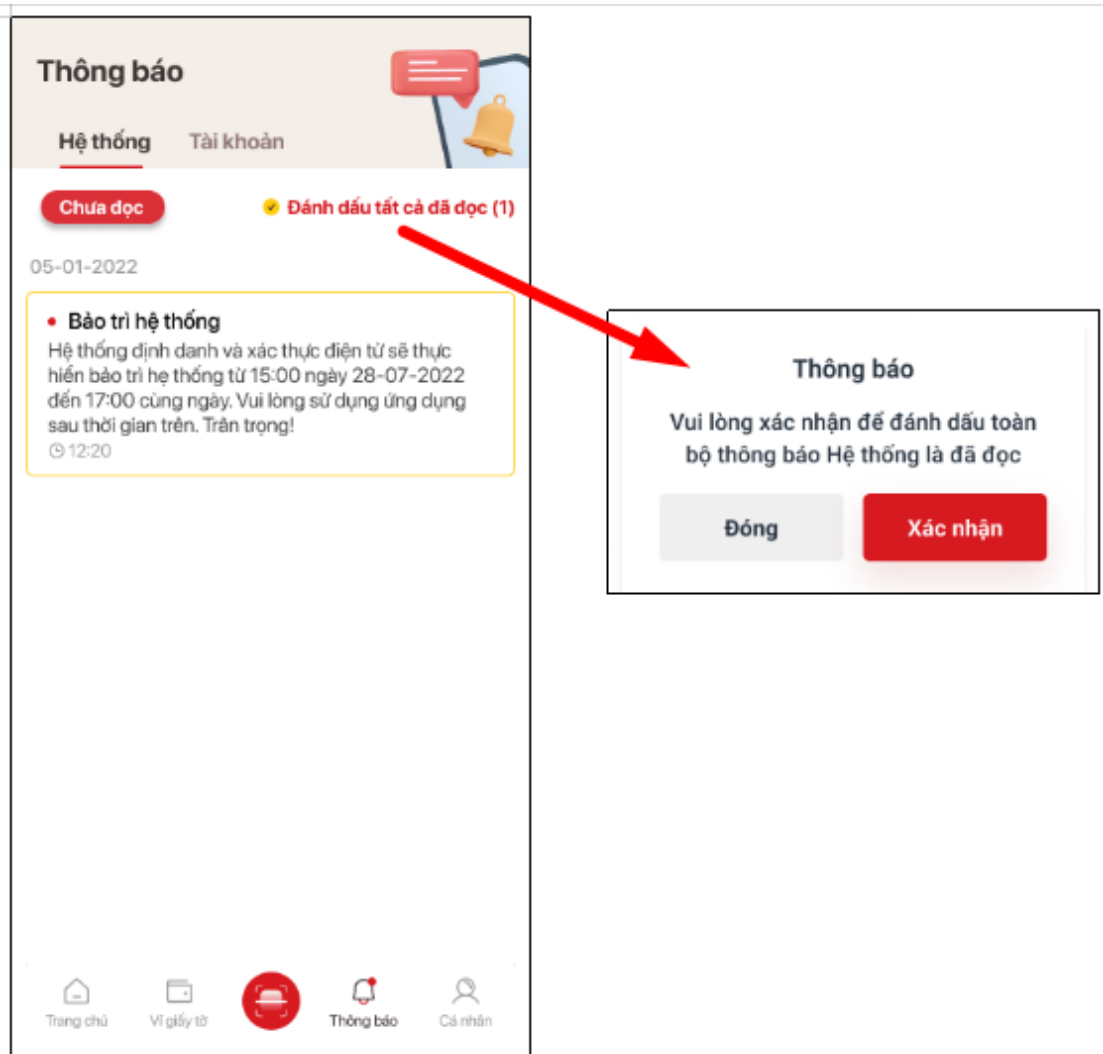 Thông báo
Hệ thống Tài khoản
Chưa đọc Đánh dấu tất cả đã đọc (1)
05-01-2022
Bảo trì hệ thống
Hệ thống định danh và xác thực điện tử sẽ thực
hiển bảo trì hẹ thống từ 15:00 ngày 28-07-2022
đến 17:00 cùng ngày. Vui lòng sử dụng ứng dụng
sau thời gian trên. Trân trọng!
12:20
Trang chủ Ví giấy tờ Thông báo Cá nhân
Thông báo
Vui lòng xác nhận để đánh dấu toàn
bộ thông báo Hệ thống là đã đọc
Đóng Xác nhận